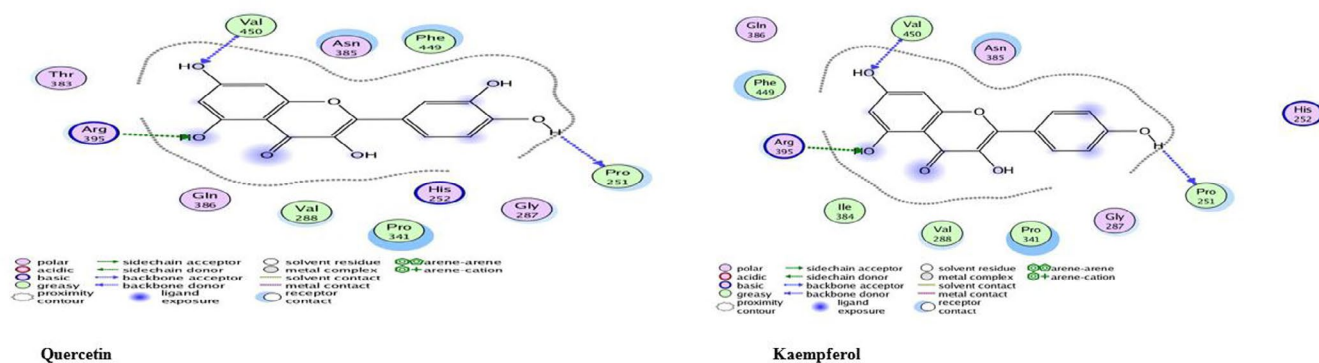 Val
450
Asn
385
Phe
449
Thr
383
HO
O
OH
Arg
395
HO
O
H
O
OH
Pro
251
Gln
386
Val
288
His
252
Gly
287
Pro
341
polar
acidic
basic
greasy
proximity
contour
sidechain acceptor
sidechain donor
backbone acceptor
backbone donor
ligand
exposure
solvent residue
metal complex
solvent contact
metal contact
receptor
contact
arene-arene
arene-cation
Quercetin
Gln
386
Val
450
Asn
385
Phe
449
HO
O
His
252
Arg
395
HO
O
H
O
OH
Pro
251
Ile
384
Val
288
Pro
341
Gly
287
polar
acidic
basic
greasy
proximity
contour
sidechain acceptor
sidechain donor
backbone acceptor
backbone donor
ligand
exposure
solvent residue
metal complex
solvent contact
metal contact
receptor
contact
arene-arene
arene-cation
Kaempferol